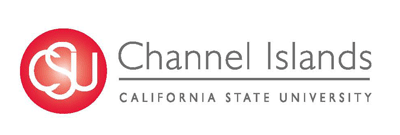 CSU
Channel Islands
CALIFORNIA STATE UNIVERSITY